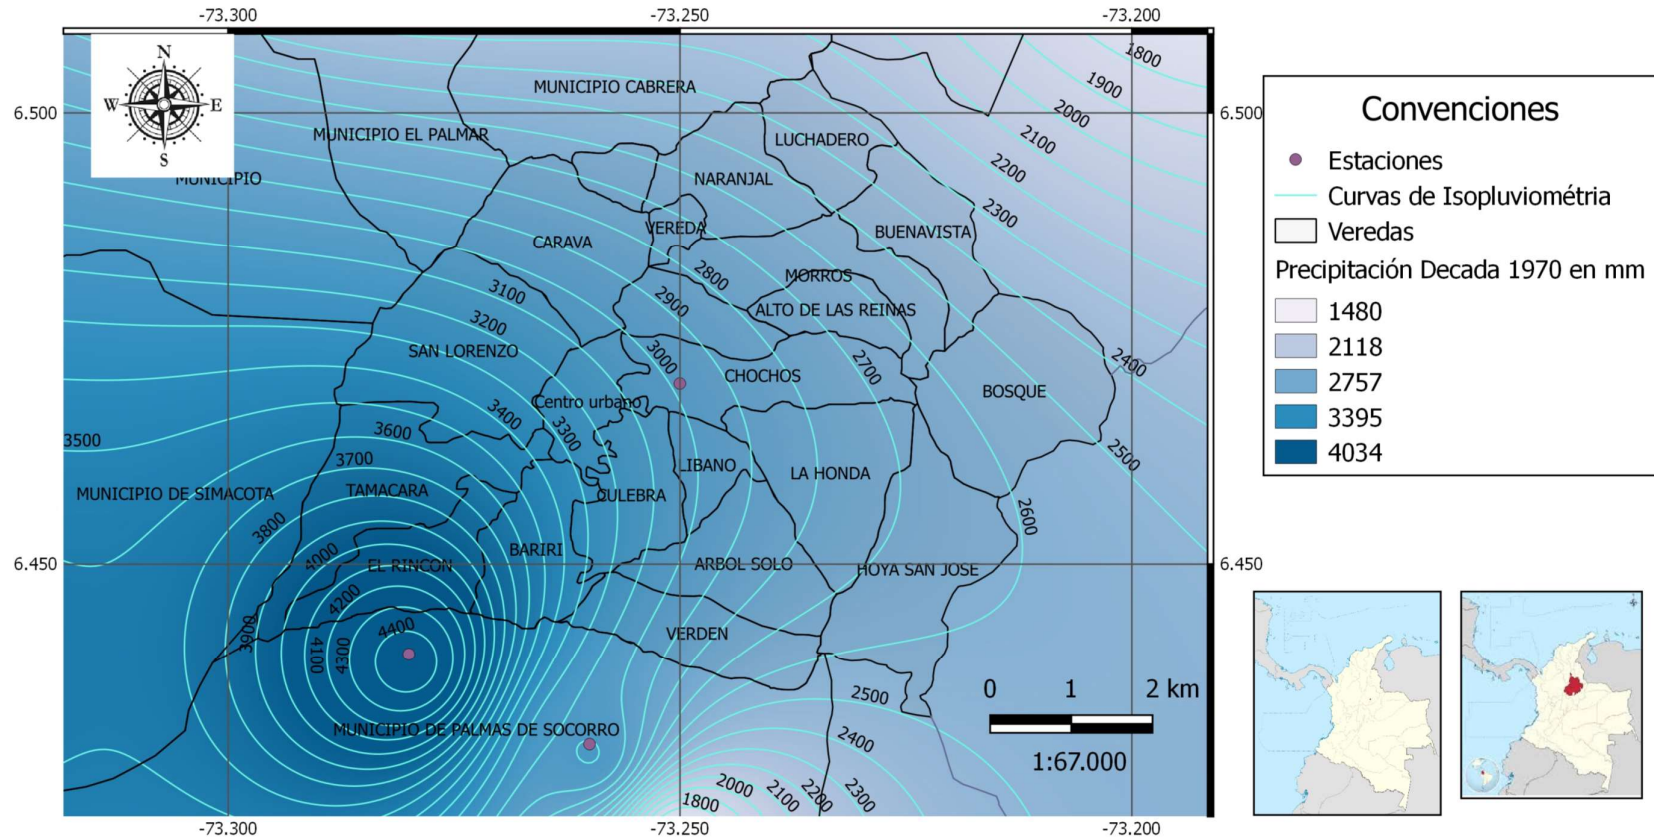 -73.300
-73.250
-73.200
N
W
E
S
6.500
6.500
MUNICIPIO CABRERA
MUNICIPIO EL PALMAR
MUNICIPIO
LUCHADERO
NARANJAL
VEREDA
CARAVA
BUENAVISTA
MORROS
ALTO DE LAS REINAS
SAN LORENZO
CHOCHOS
BOSQUE
Centro urbano
LIBANO
LA HONDA
CULEBRA
TAMACARA
MUNICIPIO DE SIMACOTA
BARIRI
EL RINCON
ARBOL SOLO
HOYA SAN JOSE
VERDEN
MUNICIPIO DE PALMAS DE SOCORRO
1800
1900
2000
2100
2200
2300
2400
2500
2600
2700
2800
2900
3000
3100
3200
3300
3400
3500
3600
3700
3800
3900
4000
4100
4200
4300
4400
2500
2400
2300
2200
2100
2000
1800
6.450
6.450
0 1 2 km
1:67.000
-73.300
-73.250
-73.200
Convenciones
Estaciones
Curvas de Isopluviométria
Veredas
Precipitación Decada 1970 en mm
1480
2118
2757
3395
4034